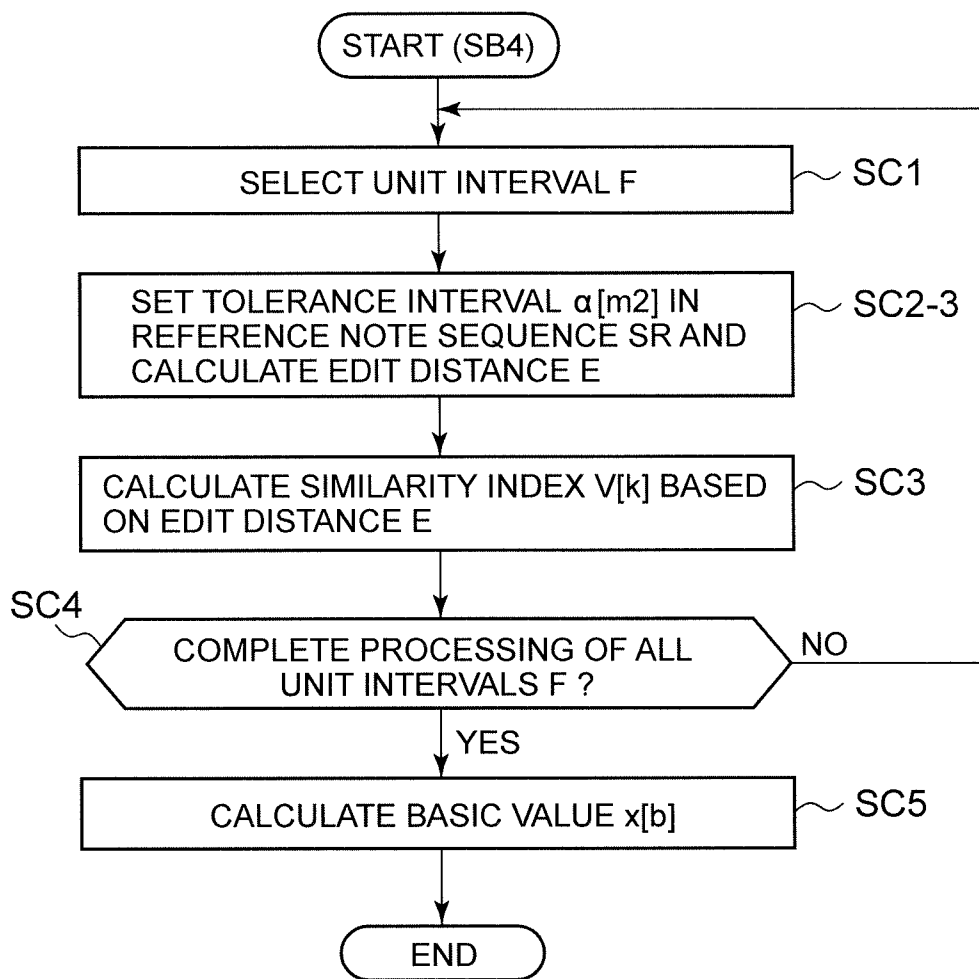 START (SB4)
SELECT UNIT INTERVAL F
SC1
SET TOLERANCE INTERVAL α[m2] IN
REFERENCE NOTE SEQUENCE SR AND
CALCULATE EDIT DISTANCE E
SC2-3
CALCULATE SIMILARITY INDEX V[k] BASED
ON EDIT DISTANCE E
SC3
SC4
COMPLETE PROCESSING OF ALL
UNIT INTERVALS F ?
NO
YES
CALCULATE BASIC VALUE x[b]
SC5
END